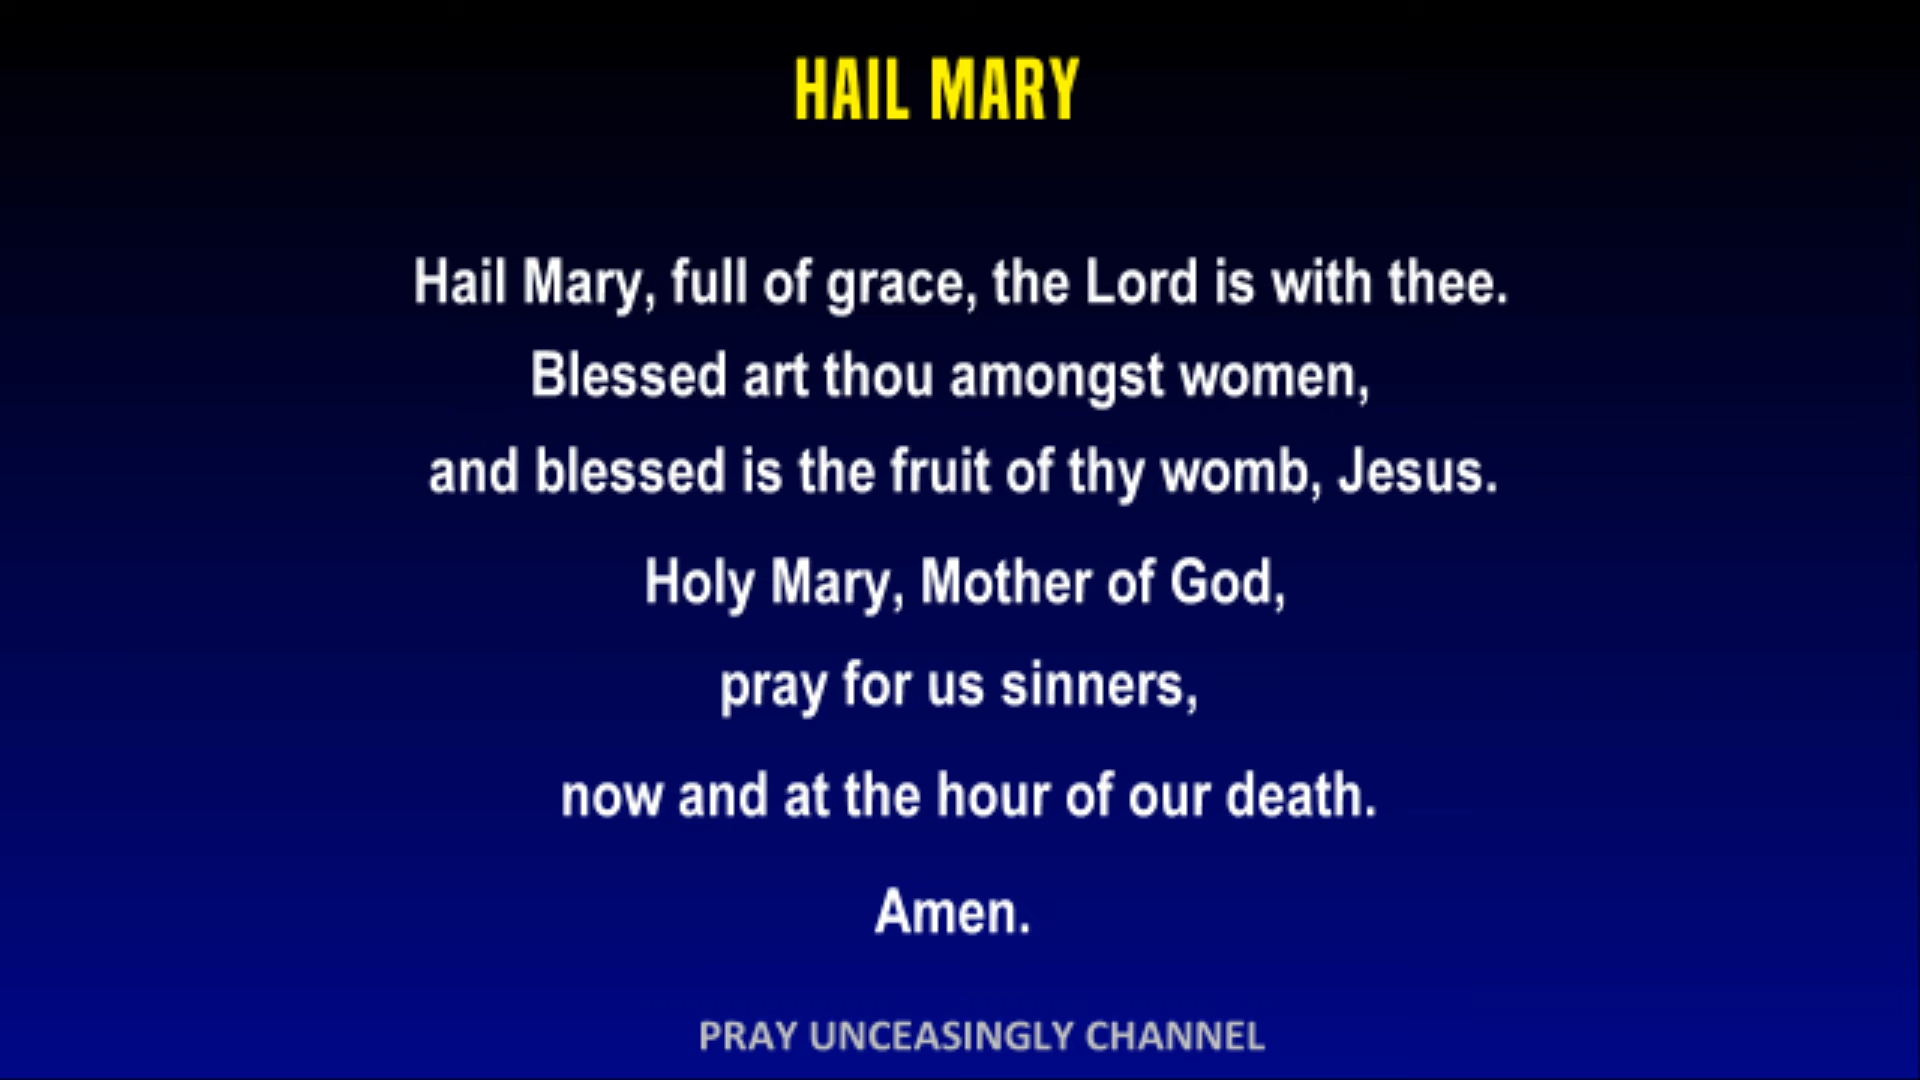 HAIL MARY
Hail Mary, full of grace, the Lord is with thee.
Blessed art thou amongst women,
and blessed is the fruit of thy womb, Jesus.
Holy Mary, Mother of God,
pray for us sinners,
now and at the hour of our death.
Amen.
PRAY UNCEASINGLY CHANNEL